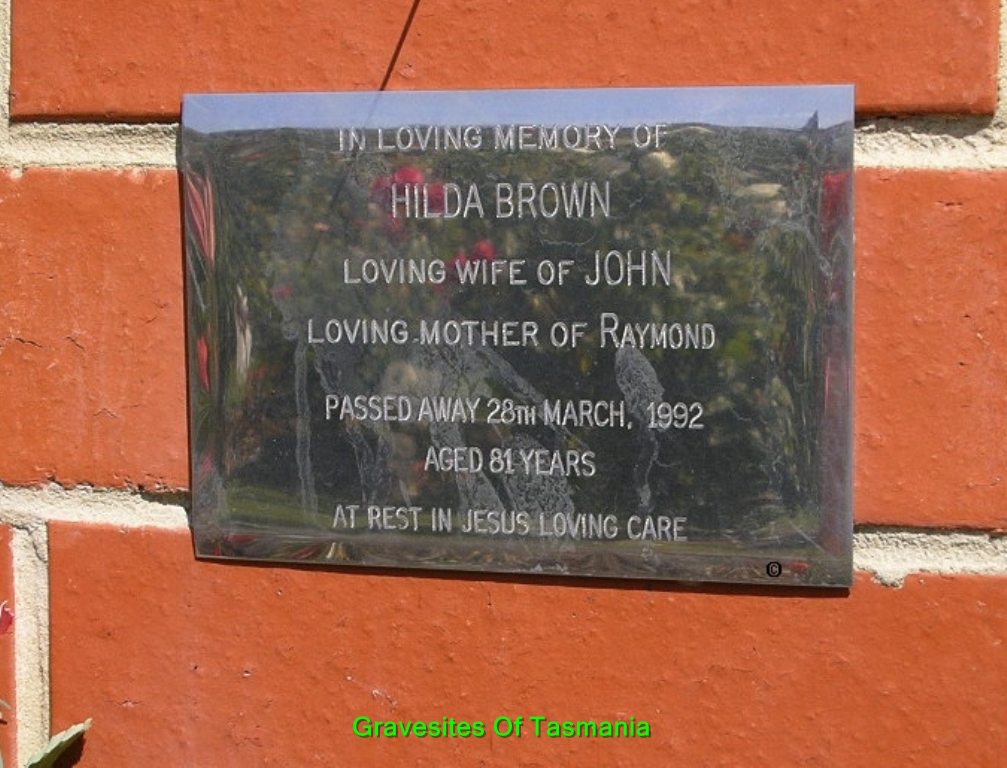 IN LOVING MEMORY OF
HILDA BROWN
LOVING WIFE OF JOHN
LOVING MOTHER OF RAYMOND
PASSED AWAY 28TH MARCH, 1992
AGED 81 YEARS
AT REST IN JESUS LOVING CARE
©
Gravesites Of Tasmania